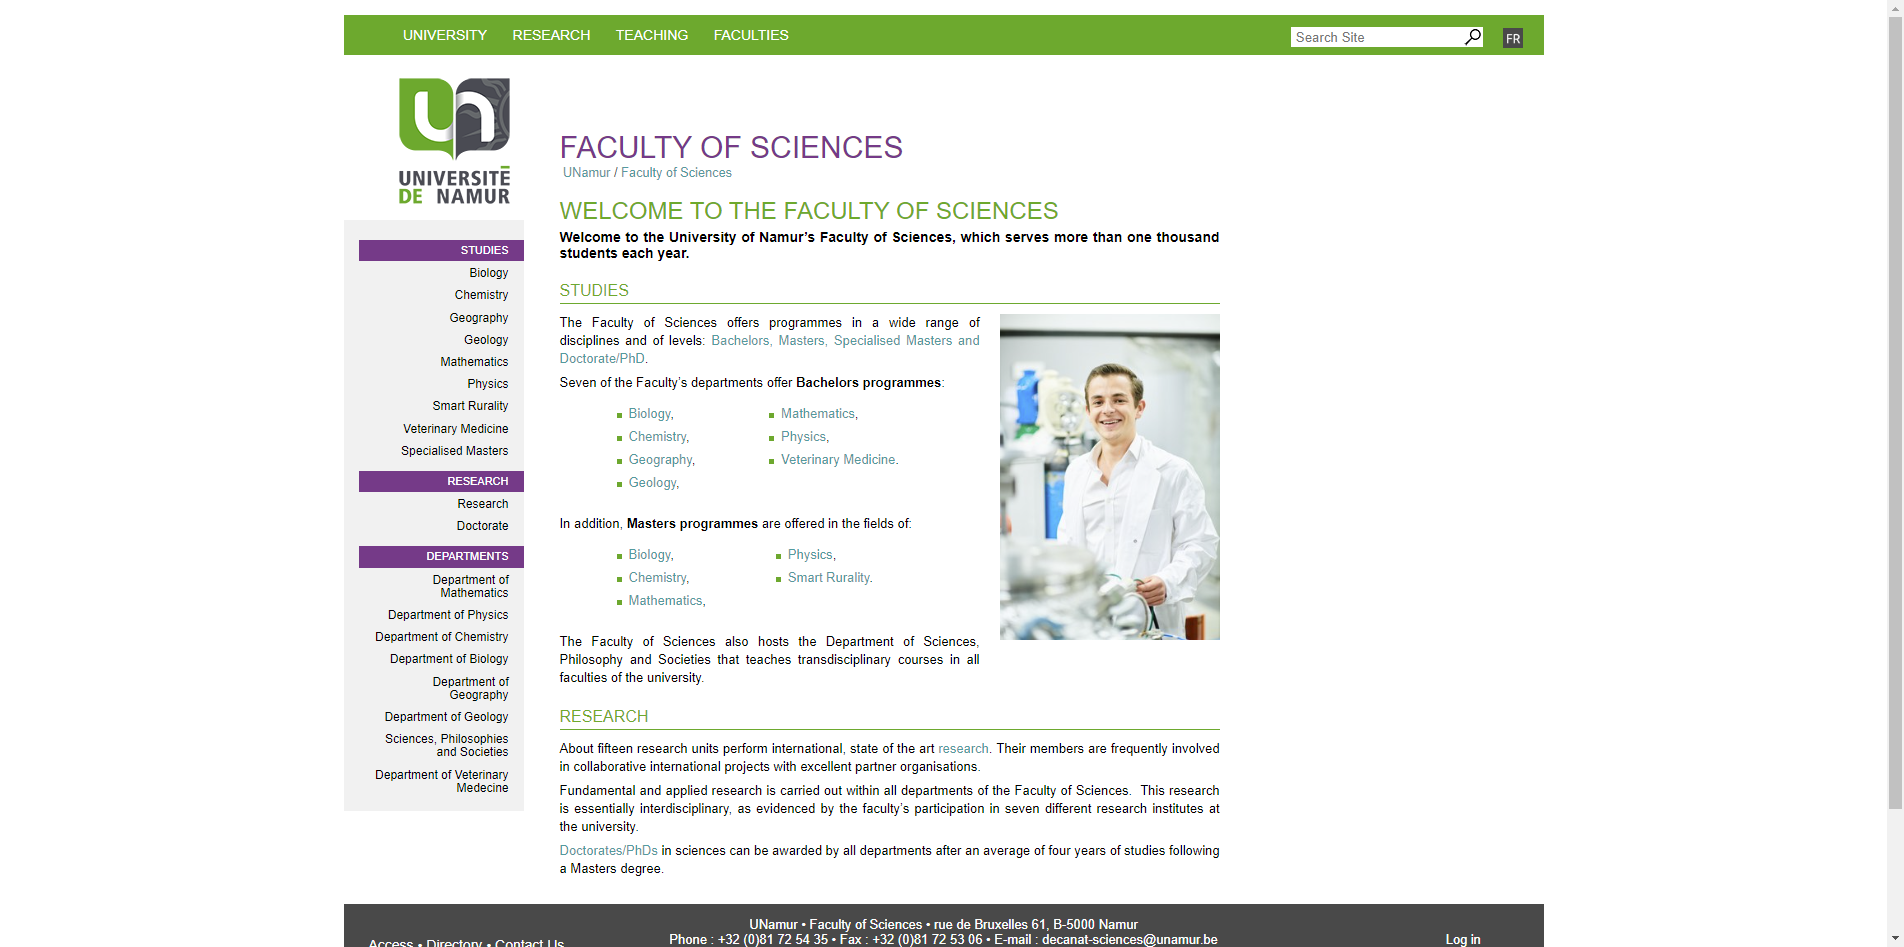 UNIVERSITY RESEARCH TEACHING FACULTIES
Search Site
FR
UNIVERSITÉ
DE NAMUR
FACULTY OF SCIENCES
UNamur / Faculty of Sciences
STUDIES
Biology
Chemistry
Geography
Geology
Mathematics
Physics
Smart Rurality
Veterinary Medicine
Specialised Masters
RESEARCH
Research
Doctorate
DEPARTMENTS
Department of
Mathematics
Department of Physics
Department of Chemistry
Department of Biology
Department of
Geography
Department of Geology
Sciences, Philosophies
and Societies
Department of Veterinary
Medecine
WELCOME TO THE FACULTY OF SCIENCES
Welcome to the University of Namur’s Faculty of Sciences, which serves more than one thousand
students each year.
STUDIES
The Faculty of Sciences offers programmes in a wide range of
disciplines and of levels: Bachelors, Masters, Specialised Masters and
Doctorate/PhD.
Seven of the Faculty’s departments offer Bachelors programmes:
Biology,
Chemistry,
Geography,
Geology,
Mathematics,
Physics,
Veterinary Medicine.
In addition, Masters programmes are offered in the fields of:
Biology,
Chemistry,
Mathematics,
Physics,
Smart Rurality.
The Faculty of Sciences also hosts the Department of Sciences,
Philosophy and Societies that teaches transdisciplinary courses in all
faculties of the university.
RESEARCH
About fifteen research units perform international, state of the art research. Their members are frequently involved
in collaborative international projects with excellent partner organisations.
Fundamental and applied research is carried out within all departments of the Faculty of Sciences. This research
is essentially interdisciplinary, as evidenced by the faculty’s participation in seven different research institutes at
the university.
Doctorates/PhDs in sciences can be awarded by all departments after an average of four years of studies following
a Masters degree.
UNamur • Faculty of Sciences • rue de Bruxelles 61, B-5000 Namur
Phone : +32 (0)81 72 54 35 • Fax : +32 (0)81 72 53 06 • E-mail : decanat-sciences@unamur.be
Access • Directory • Contact Us
Log in